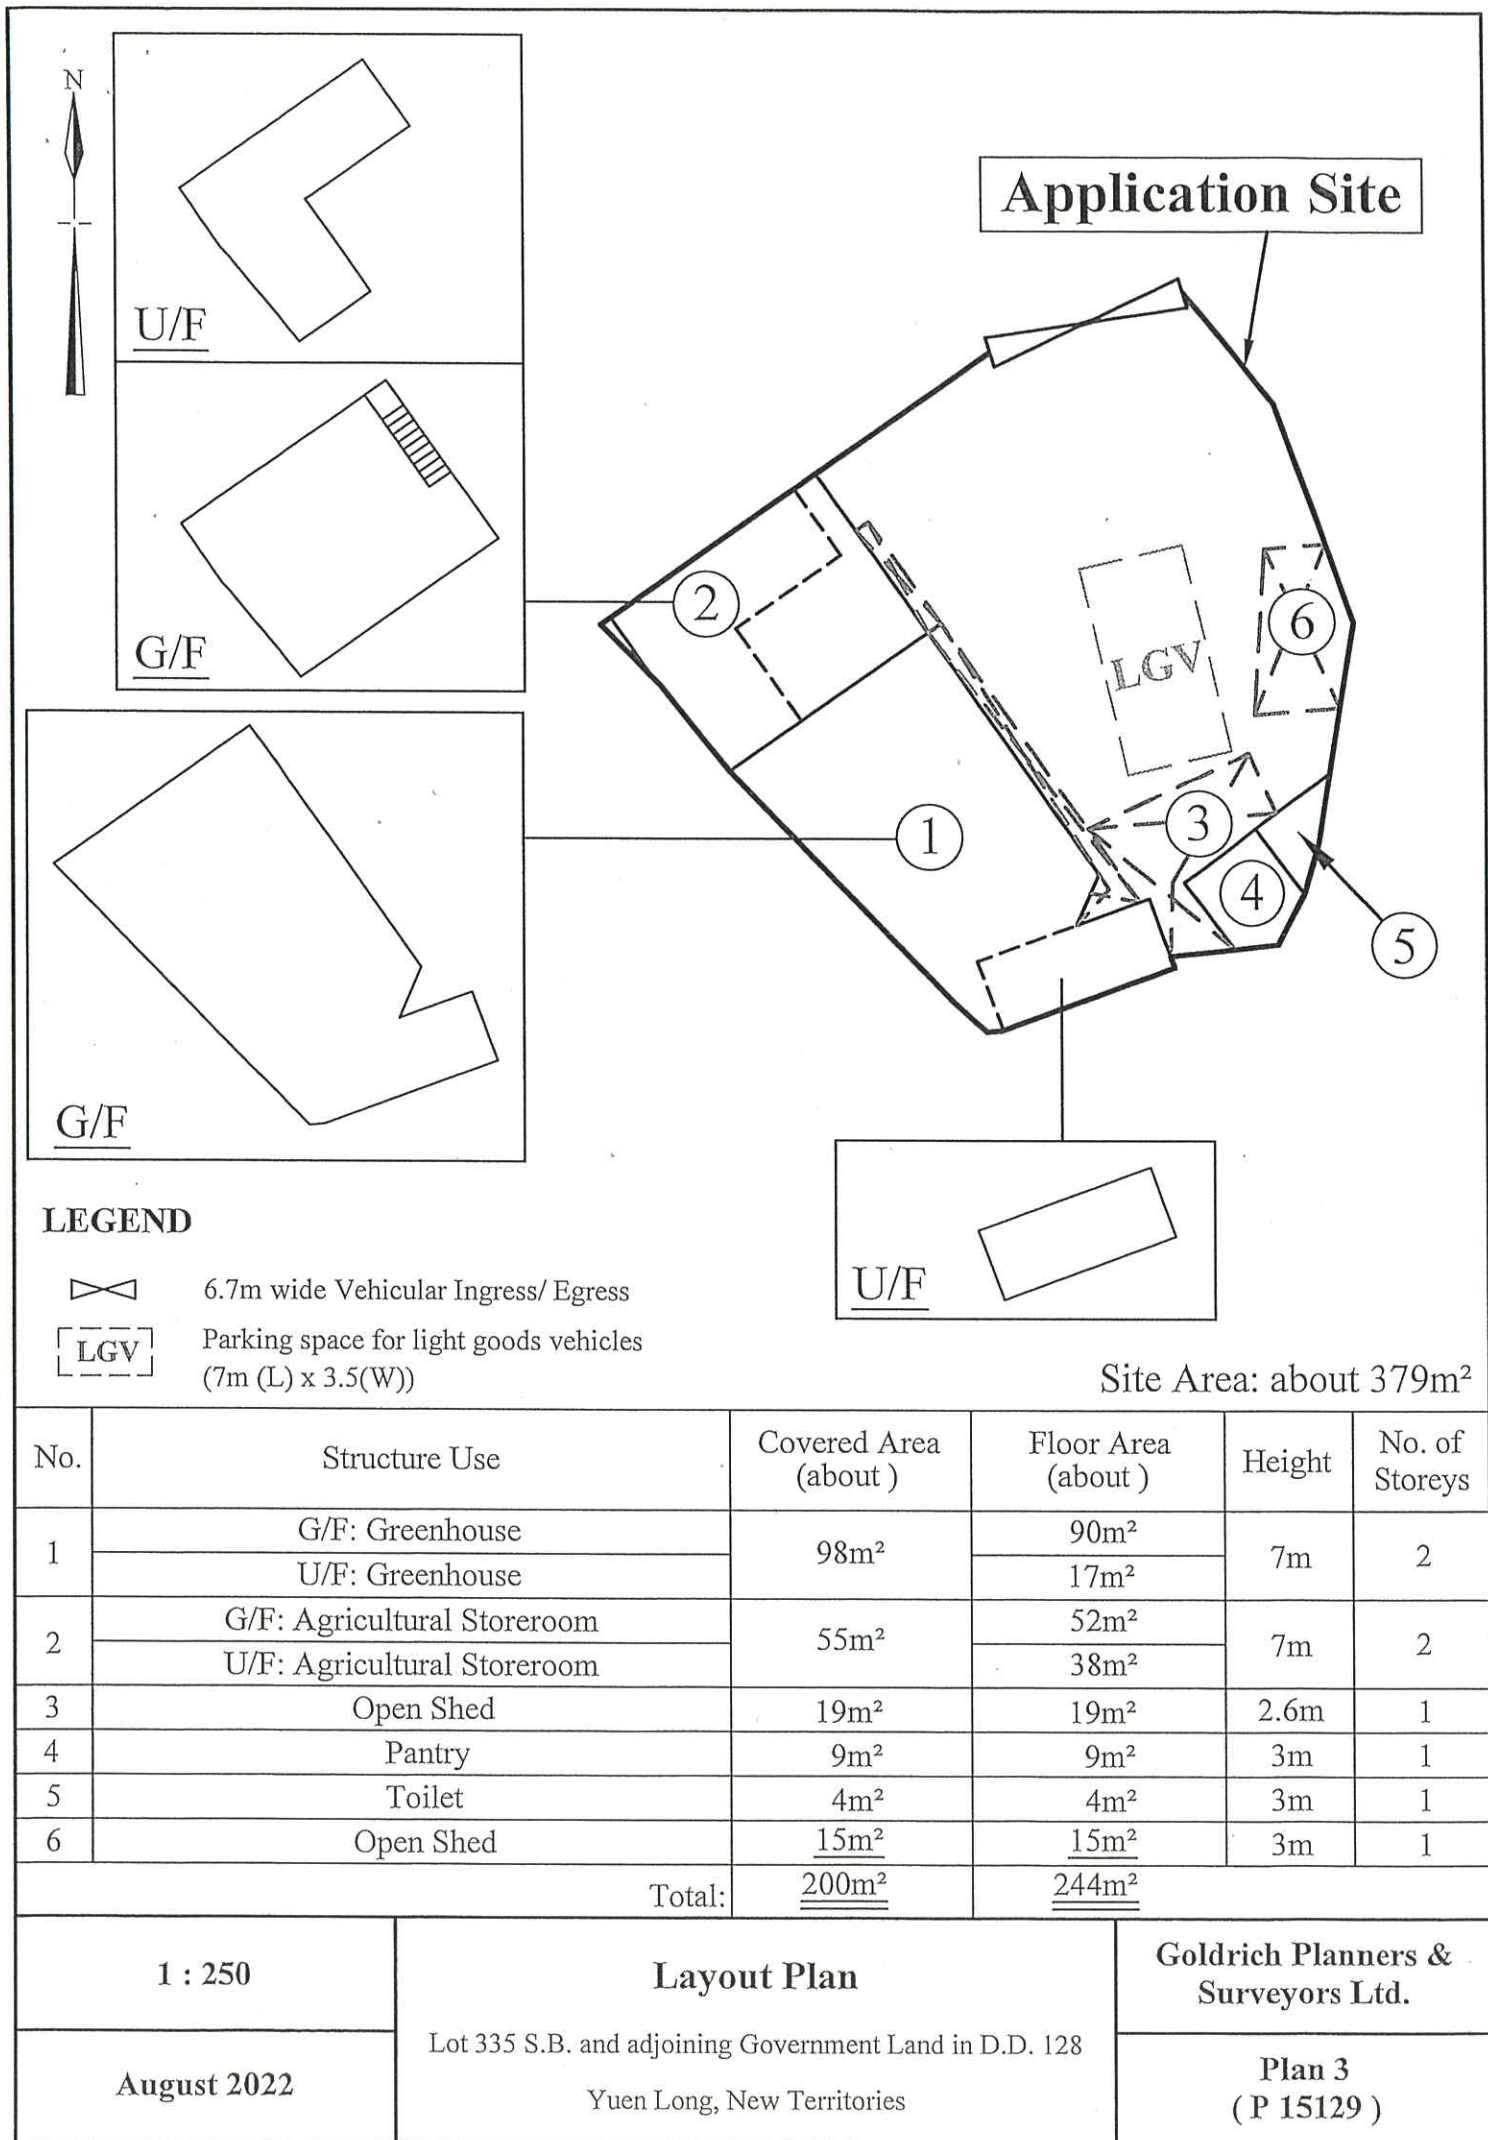 N
U/F
G/F
G/F
Application Site
2
LGV
6
1
3
4
5
U/F
LEGEND
6.7m wide Vehicular Ingress/ Egress
LGV
Parking space for light goods vehicles
(7m (L) x 3.5(W))
Site Area: about 379m²
No. Structure Use Covered Area (about ) Floor Area (about ) Height No. of Storeys
1 G/F: Greenhouse 98m² 90m² 7m 2
U/F: Greenhouse 17m²
2 G/F: Agricultural Storeroom 55m² 52m² 7m 2
U/F: Agricultural Storeroom 38m²
3 Open Shed 19m² 19m² 2.6m 1
4 Pantry 9m² 9m² 3m 1
5 Toilet 4m² 4m² 3m 1
6 Open Shed 15m² 15m² 3m 1
Total: 200m² 244m²
1 : 250
August 2022
Layout Plan
Lot 335 S.B. and adjoining Government Land in D.D. 128
Yuen Long, New Territories
Goldrich Planners &
Surveyors Ltd.
Plan 3
( P 15129 )